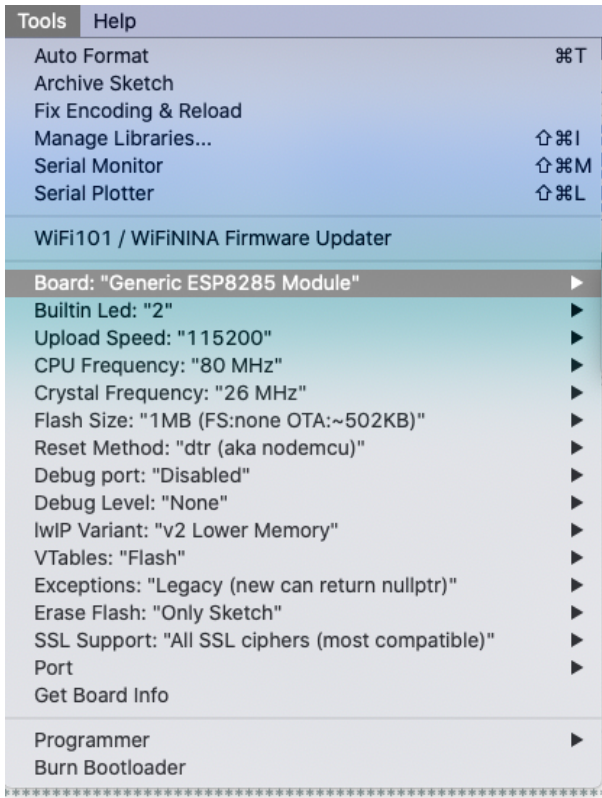 Tools Help
Auto Format ⌘T
Archive Sketch
Fix Encoding & Reload
Manage Libraries... ⇧⌘I
Serial Monitor ⇧⌘M
Serial Plotter ⇧⌘L
WiFi101 / WiFiNINA Firmware Updater
Board: "Generic ESP8285 Module"
Builtin Led: "2"
Upload Speed: "115200"
CPU Frequency: "80 MHz"
Crystal Frequency: "26 MHz"
Flash Size: "1MB (FS:none OTA:~502KB)"
Reset Method: "dtr (aka nodemcu)"
Debug port: "Disabled"
Debug Level: "None"
lwIP Variant: "v2 Lower Memory"
VTables: "Flash"
Exceptions: "Legacy (new can return nullptr)"
Erase Flash: "Only Sketch"
SSL Support: "All SSL ciphers (most compatible)"
Port
Get Board Info
Programmer
Burn Bootloader